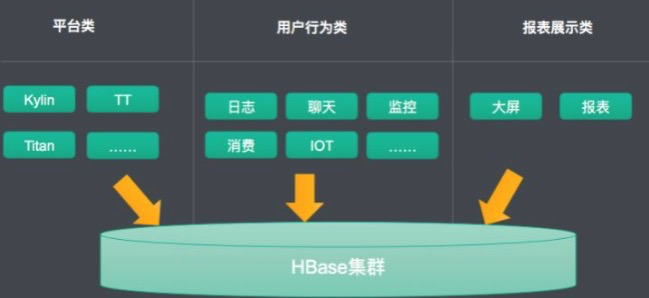 平台类 用户行为类 报表展示类
Kylin TT 日志 聊天 监控 大屏 报表
Titan …… 消费 IOT ……
HBase集群